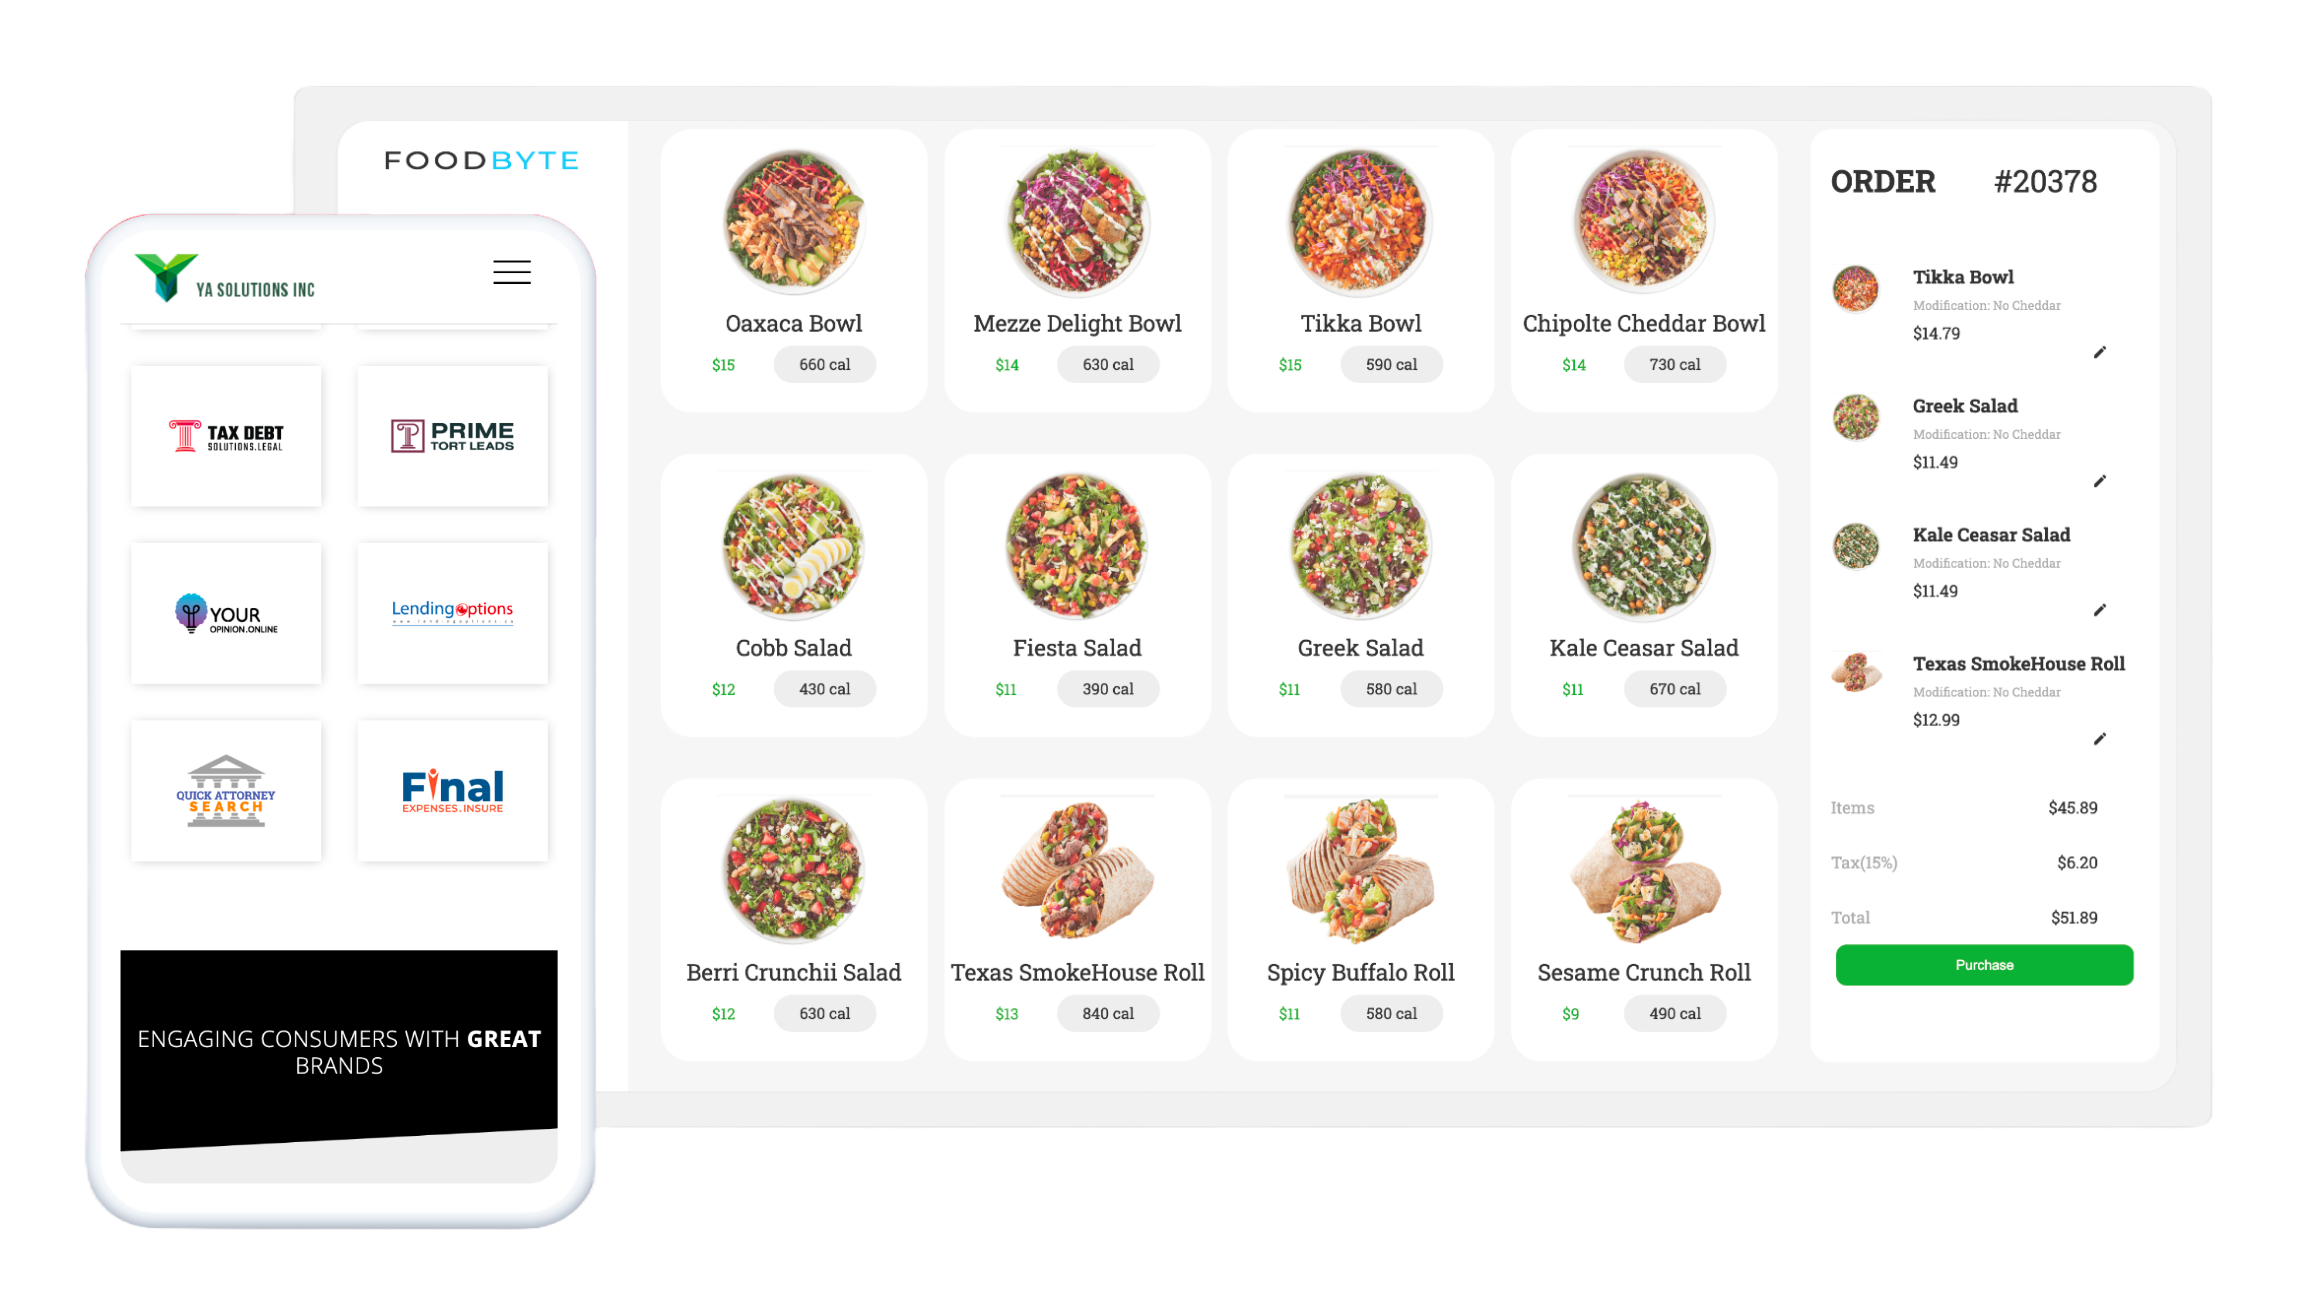 FOODBYTE
YA SOLUTIONS INC
TAX DEBT
SOLUTIONS.LEGAL
PRIME
TORT LEADS
YOUR
OPINION.ONLINE
LendingOptions
www.lendingoptions.co
QUICK ATTORNEY
SEARCH
Final
EXPENSES.INSURE
ENGAGING CONSUMERS WITH GREAT
BRANDS
Oaxaca Bowl
$15 660 cal
Mezze Delight Bowl
$14 630 cal
Tikka Bowl
$15 590 cal
Chipolte Cheddar Bowl
$14 730 cal
Cobb Salad
$12 430 cal
Fiesta Salad
$11 390 cal
Greek Salad
$11 580 cal
Kale Ceasar Salad
$11 670 cal
Berri Crunchii Salad
$12 630 cal
Texas SmokeHouse Roll
$13 840 cal
Spicy Buffalo Roll
$11 580 cal
Sesame Crunch Roll
$9 490 cal
ORDER #20378
Tikka Bowl
Modification: No Cheddar
$14.79
Greek Salad
Modification: No Cheddar
$11.49
Kale Ceasar Salad
Modification: No Cheddar
$11.49
Texas SmokeHouse Roll
Modification: No Cheddar
$12.99
Items $45.89
Tax(15%) $6.20
Total $51.89
Purchase